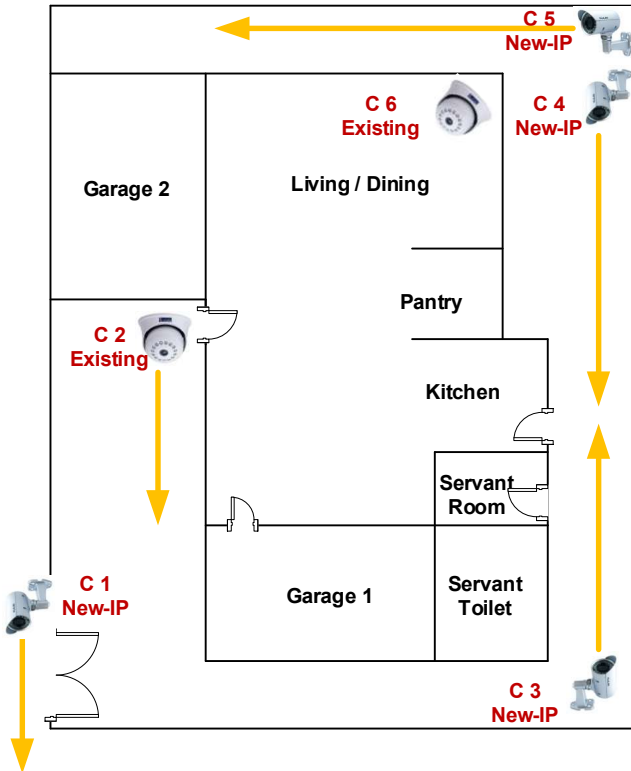 C 5
New-IP
C 6
Existing
C 4
New-IP
Garage 2
Living / Dining
Pantry
C 2
Existing
Kitchen
Servant
Room
C 1
New-IP
Garage 1
Servant
Toilet
C 3
New-IP